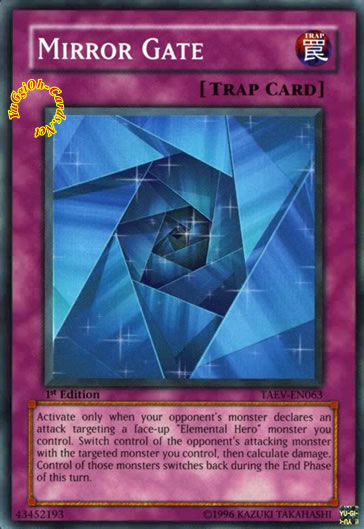 MIRROR GATE
TRAP
罠
[TRAP CARD]
YuGiOh-Cards.Net
1st Edition
TAEV-EN063
Activate only when your opponent's monster declares an
attack targeting a face-up "Elemental Hero" monster you
control. Switch control of the opponent's attacking monster
with the targeted monster you control, then calculate damage.
Control of those monsters switches back during the End Phase
of this turn.
43452193
©1996 KAZUKI TAKAHASHI